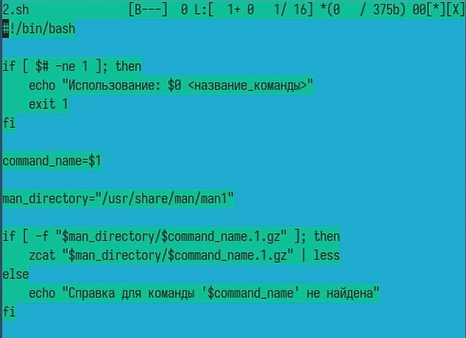 2.sh [B---] 0 L:[ 1+ 0 1/ 16] *(0 / 375b) 00[*][X]
#!/bin/bash
if [ $# -ne 1 ]; then
echo "Использование: $0 <название_команды>"
exit 1
fi
command_name=$1
man_directory="/usr/share/man/man1"
if [ -f "$man_directory/$command_name.1.gz" ]; then
zcat "$man_directory/$command_name.1.gz" | less
else
echo "Справка для команды '$command_name' не найдена"
fi